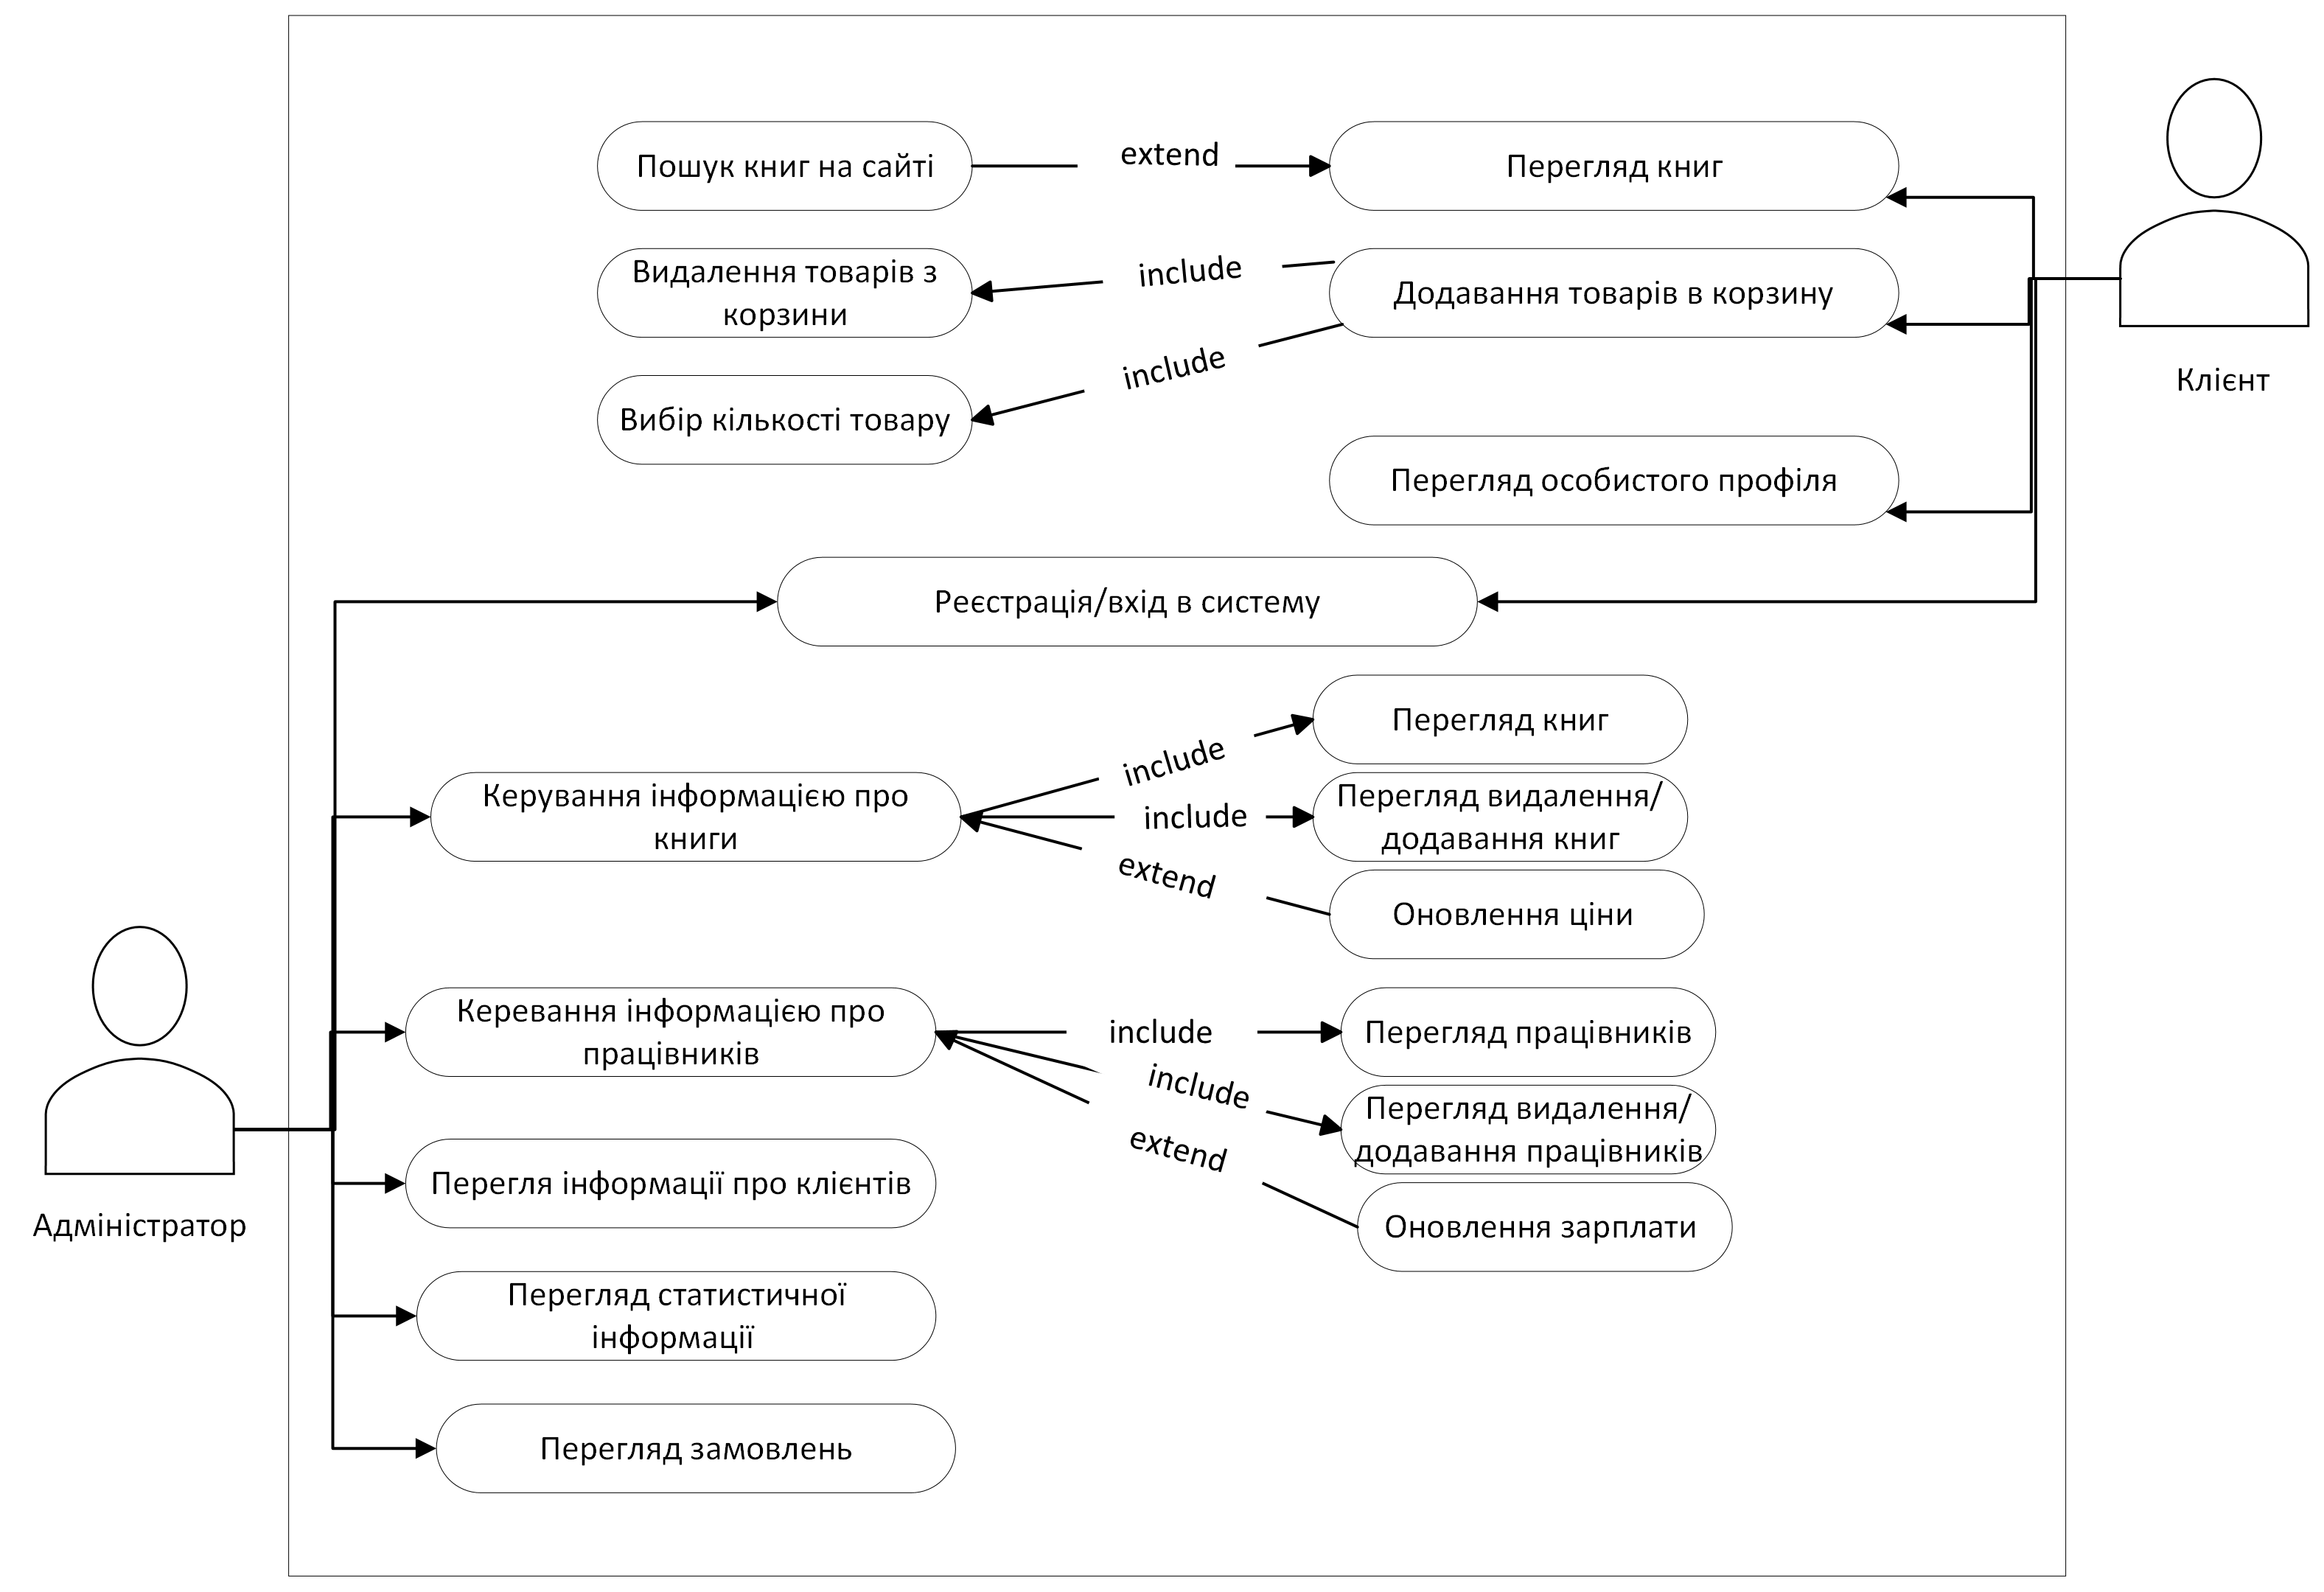 Пошук книг на сайті
extend
Перегляд книг
Видалення товарів з
корзини
include
Додавання товарів в корзину
include
Вибір кількості товару
Клієнт
Перегляд особистого профіля
Реєстрація/вхід в систему
Перегляд книг
include
Керування інформацією про
книги
include
Перегляд видалення/
додавання книг
extend
Оновлення ціни
Керевання інформацією про
працівників
include
Перегляд працівників
include
Перегляд видалення/
додавання працівників
extend
Перегля інформації про клієнтів
Оновлення зарплати
Адміністратор
Перегляд статистичної
інформації
Перегляд замовлень